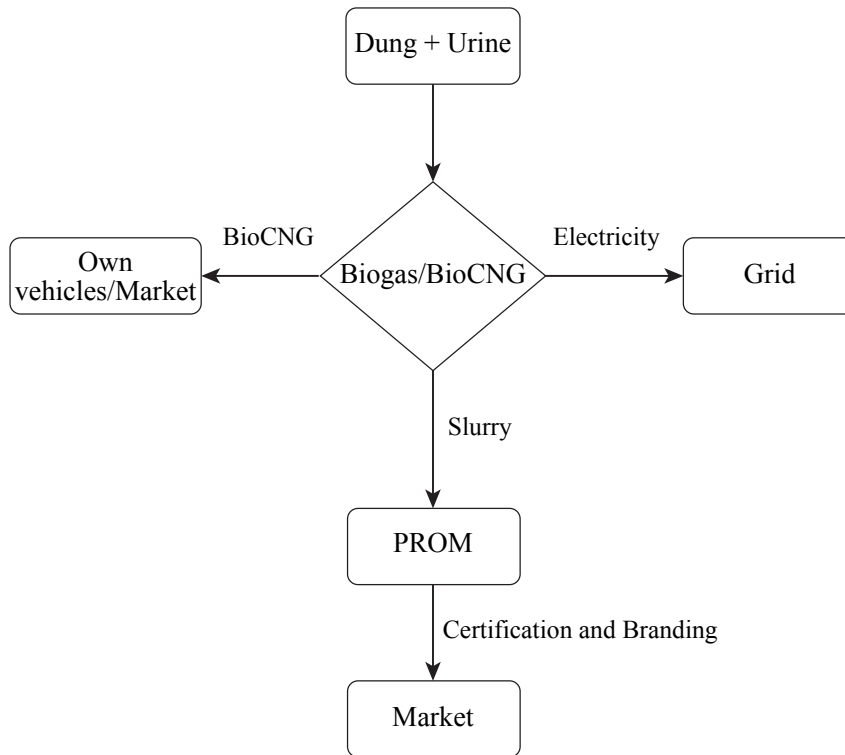 Dung + Urine
BioCNG
Electricity
Own
vehicles/Market
Biogas/BioCNG
Grid
Slurry
PROM
Certification and Branding
Market